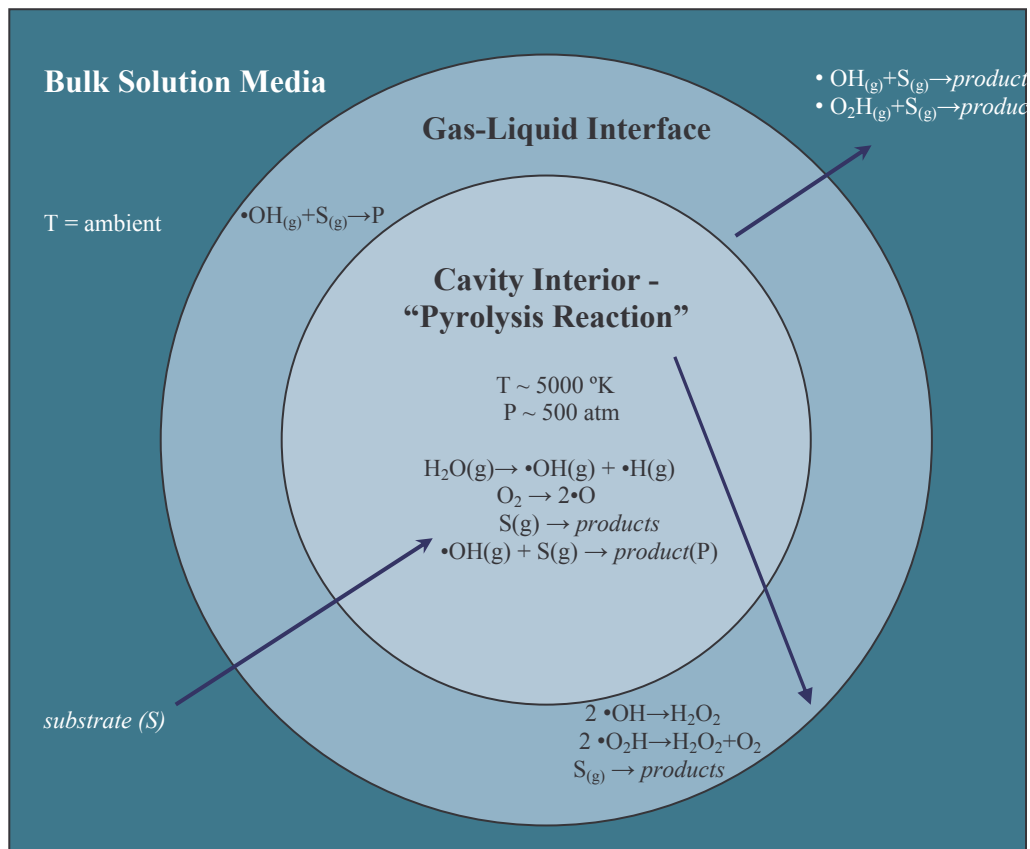 Bulk Solution Media
• OH(g)+S(g)→product
• O₂H(g)+S(g)→produc
Gas-Liquid Interface
T = ambient
•OH(g)+S(g)→P
Cavity Interior -
“Pyrolysis Reaction”
T ~ 5000 ºK
P ~ 500 atm
H₂O(g)→ •OH(g) + •H(g)
O₂ → 2•O
S(g) → products
•OH(g) + S(g) → product(P)
substrate (S)
2 •OH→H₂O₂
2 •O₂H→H₂O₂+O₂
S(g) → products